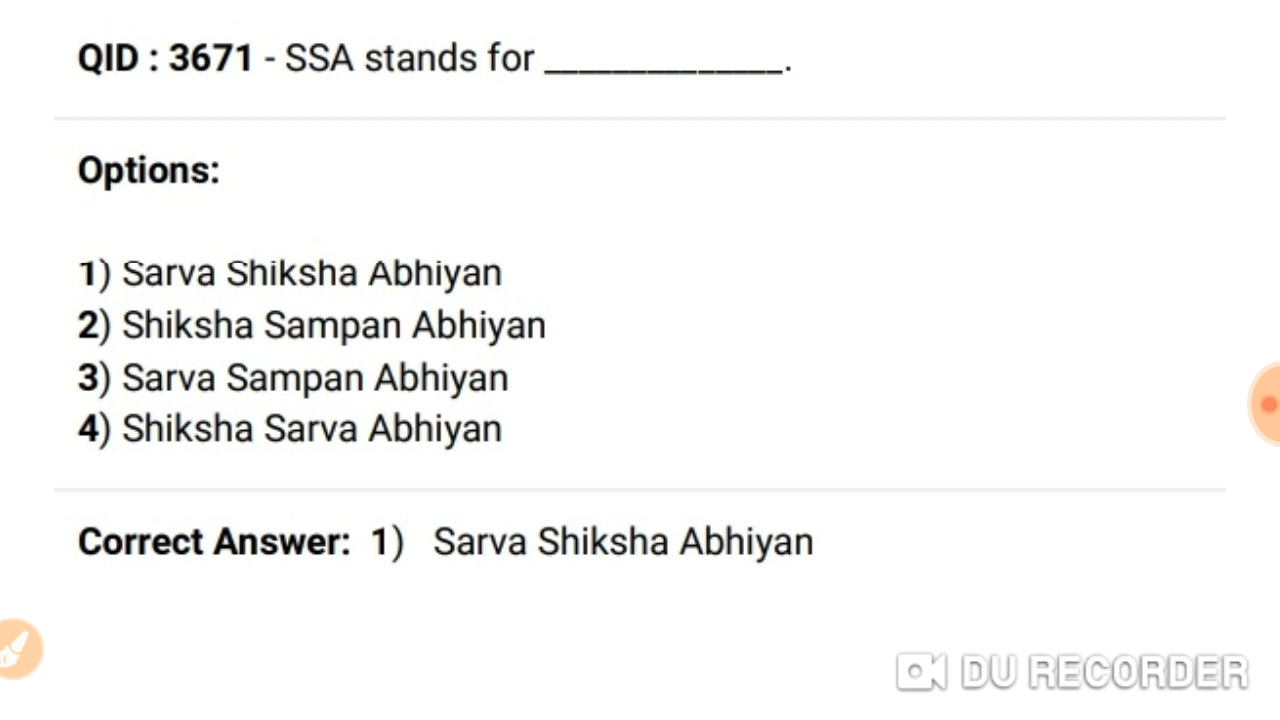 QID : 3671 - SSA stands for ______________.
Options:
1) Sarva Shiksha Abhiyan
2) Shiksha Sampan Abhiyan
3) Sarva Sampan Abhiyan
4) Shiksha Sarva Abhiyan
Correct Answer: 1) Sarva Shiksha Abhiyan
DU RECORDER